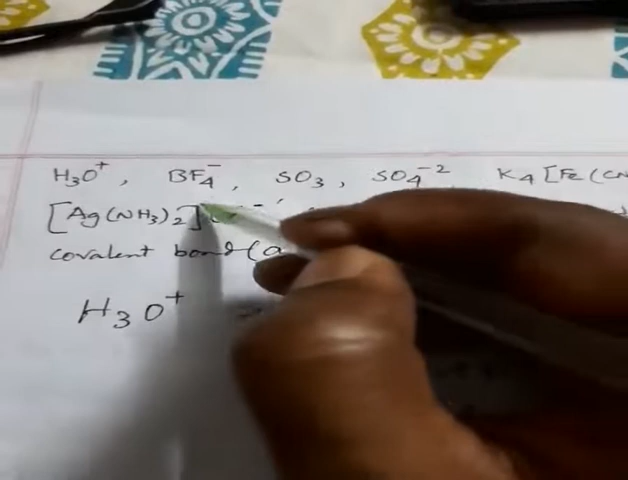 H₃O⁺, BF₄⁻, SO₃, SO₄⁻², K₄[Fe(CN
[Ag(NH₃)₂]
covalent bond (a
H₃O⁺